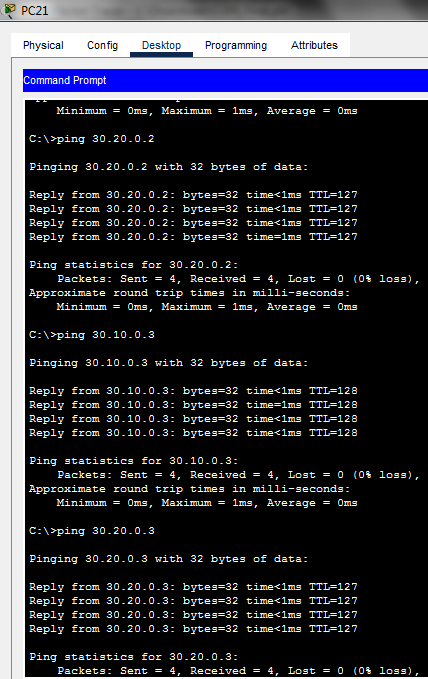 PC21
Physical Config Desktop Programming Attributes
Command Prompt
Minimum = 0ms, Maximum = 1ms, Average = 0ms
C:\>ping 30.20.0.2
Pinging 30.20.0.2 with 32 bytes of data:
Reply from 30.20.0.2: bytes=32 time<1ms TTL=127
Reply from 30.20.0.2: bytes=32 time<1ms TTL=127
Reply from 30.20.0.2: bytes=32 time<1ms TTL=127
Reply from 30.20.0.2: bytes=32 time=1ms TTL=127
Ping statistics for 30.20.0.2:
Packets: Sent = 4, Received = 4, Lost = 0 (0% loss),
Approximate round trip times in milli-seconds:
Minimum = 0ms, Maximum = 1ms, Average = 0ms
C:\>ping 30.10.0.3
Pinging 30.10.0.3 with 32 bytes of data:
Reply from 30.10.0.3: bytes=32 time<1ms TTL=128
Reply from 30.10.0.3: bytes=32 time=1ms TTL=128
Reply from 30.10.0.3: bytes=32 time<1ms TTL=128
Reply from 30.10.0.3: bytes=32 time<1ms TTL=128
Ping statistics for 30.10.0.3:
Packets: Sent = 4, Received = 4, Lost = 0 (0% loss),
Approximate round trip times in milli-seconds:
Minimum = 0ms, Maximum = 1ms, Average = 0ms
C:\>ping 30.20.0.3
Pinging 30.20.0.3 with 32 bytes of data:
Reply from 30.20.0.3: bytes=32 time<1ms TTL=127
Reply from 30.20.0.3: bytes=32 time<1ms TTL=127
Reply from 30.20.0.3: bytes=32 time<1ms TTL=127
Reply from 30.20.0.3: bytes=32 time<1ms TTL=127
Ping statistics for 30.20.0.3:
Packets: Sent = 4, Received = 4, Lost = 0 (0% loss),